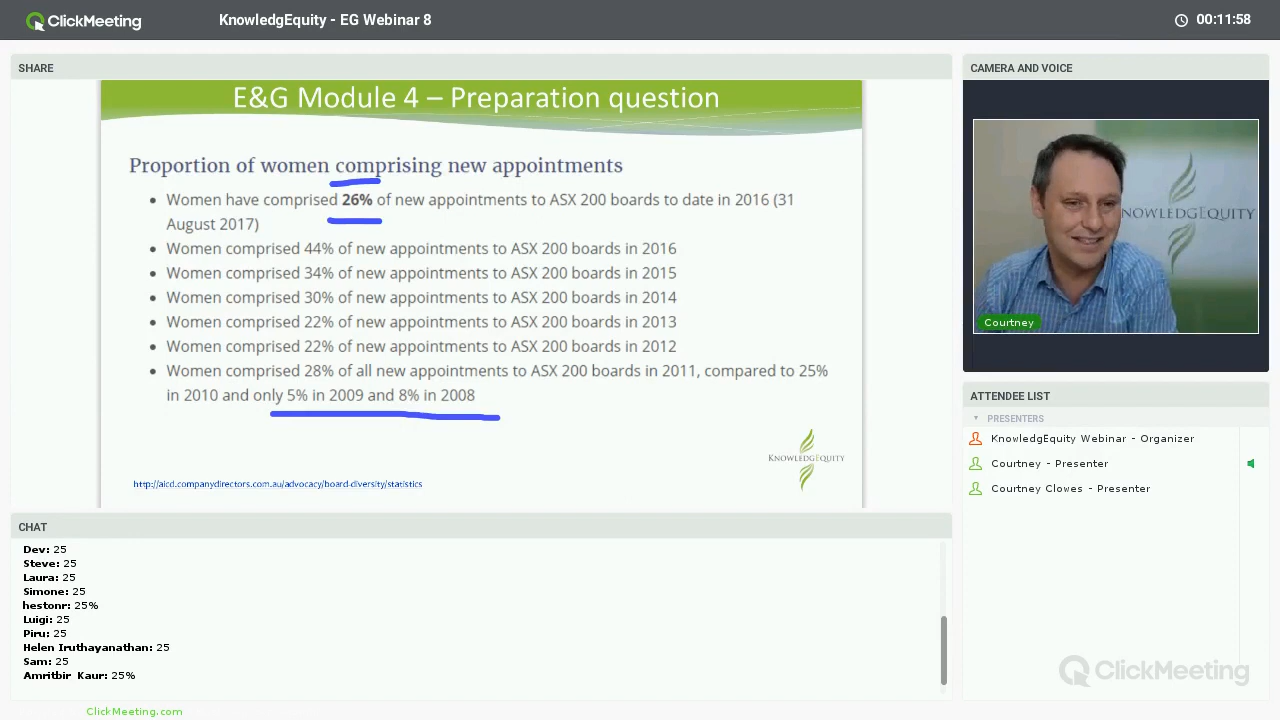 ClickMeeting
KnowledgEquity - EG Webinar 8
00:11:58
SHARE
E&G Module 4 – Preparation question
Proportion of women comprising new appointments
• Women have comprised 26% of new appointments to ASX 200 boards to date in 2016 (31
August 2017)
• Women comprised 44% of new appointments to ASX 200 boards in 2016
• Women comprised 34% of new appointments to ASX 200 boards in 2015
• Women comprised 30% of new appointments to ASX 200 boards in 2014
• Women comprised 22% of new appointments to ASX 200 boards in 2013
• Women comprised 22% of new appointments to ASX 200 boards in 2012
• Women comprised 28% of all new appointments to ASX 200 boards in 2011, compared to 25%
in 2010 and only 5% in 2009 and 8% in 2008
KNOWLEDGEQUITY
http://aicd.companydirectors.com.au/advocacy/board-diversity/statistics
CAMERA AND VOICE
KNOWLEDGEQUITY
Courtney
ATTENDEE LIST
PRESENTERS
KnowledgEquity Webinar - Organizer
Courtney - Presenter
Courtney Clowes - Presenter
CHAT
Dev: 25
Steve: 25
Laura: 25
Simone: 25
hestonr: 25%
Luigi: 25
Piru: 25
Helen Iruthayanathan: 25
Sam: 25
Amritbir Kaur: 25%
ClickMeeting
ClickMeeting.com